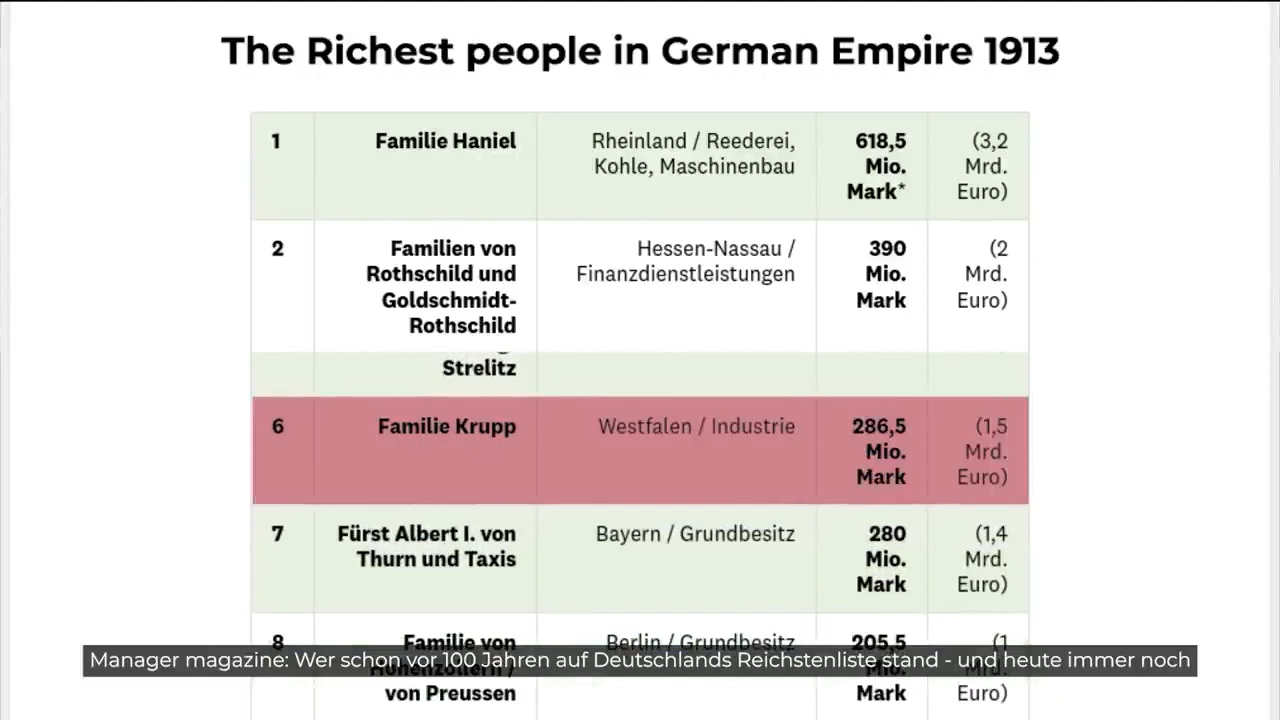 The Richest people in German Empire 1913
1 Familie Haniel Rheinland / Reederei, 618,5 (3,2
Kohle, Maschinenbau Mio. Mrd.
Mark* Euro)
2 Familien von Hessen-Nassau / 390 (2
Rothschild und Finanzdienstleistungen Mio. Mrd.
Goldschmidt- Mark Euro)
Rothschild
Strelitz
6 Familie Krupp Westfalen / Industrie 286,5 (1,5
Mio. Mrd.
Mark Euro)
7 Fürst Albert I. von Bayern / Grundbesitz 280 (1,4
Thurn und Taxis Mio. Mrd.
Mark Euro)
8 Familie von Berlin / Grundbesitz 205,5 (1
Hohenzollern / Mio. Mrd.
von Preussen Mark Euro)
Manager magazine: Wer schon vor 100 Jahren auf Deutschlands Reichstenliste stand - und heute immer noch